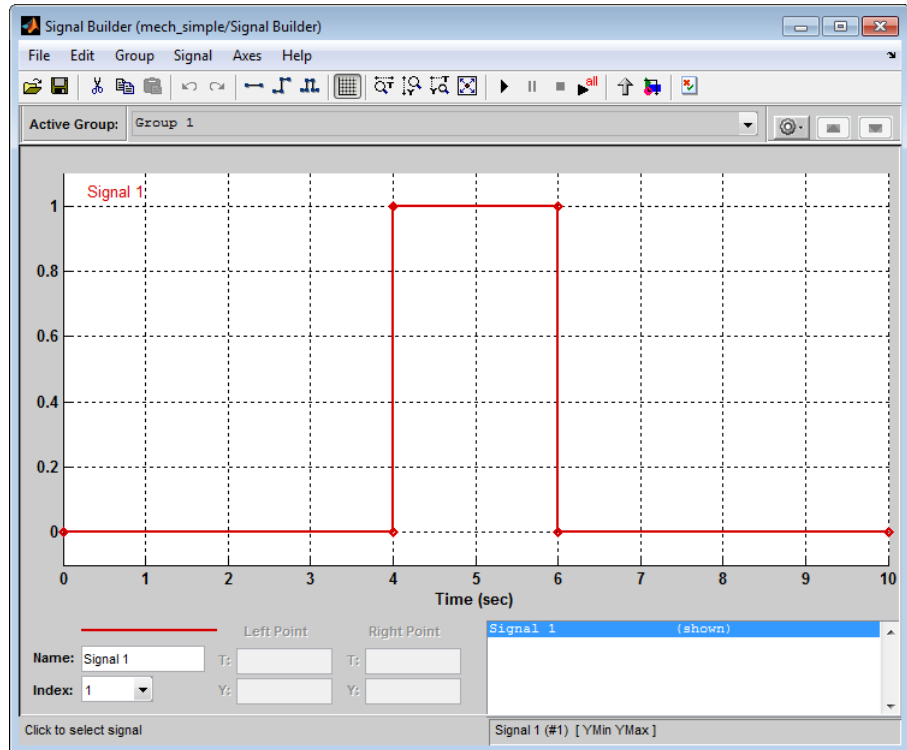 Signal Builder (mech_simple/Signal Builder)
File Edit Group Signal Axes Help
all
Active Group: Group 1
Signal 1
1
0.8
0.6
0.4
0.2
0
0 1 2 3 4 5 6 7 8 9 10
Time (sec)
Left Point Right Point
Name: Signal 1 T: T:
Index: 1 Y: Y:
Signal 1 (shown)
Click to select signal
Signal 1 (#1) [ YMin YMax ]